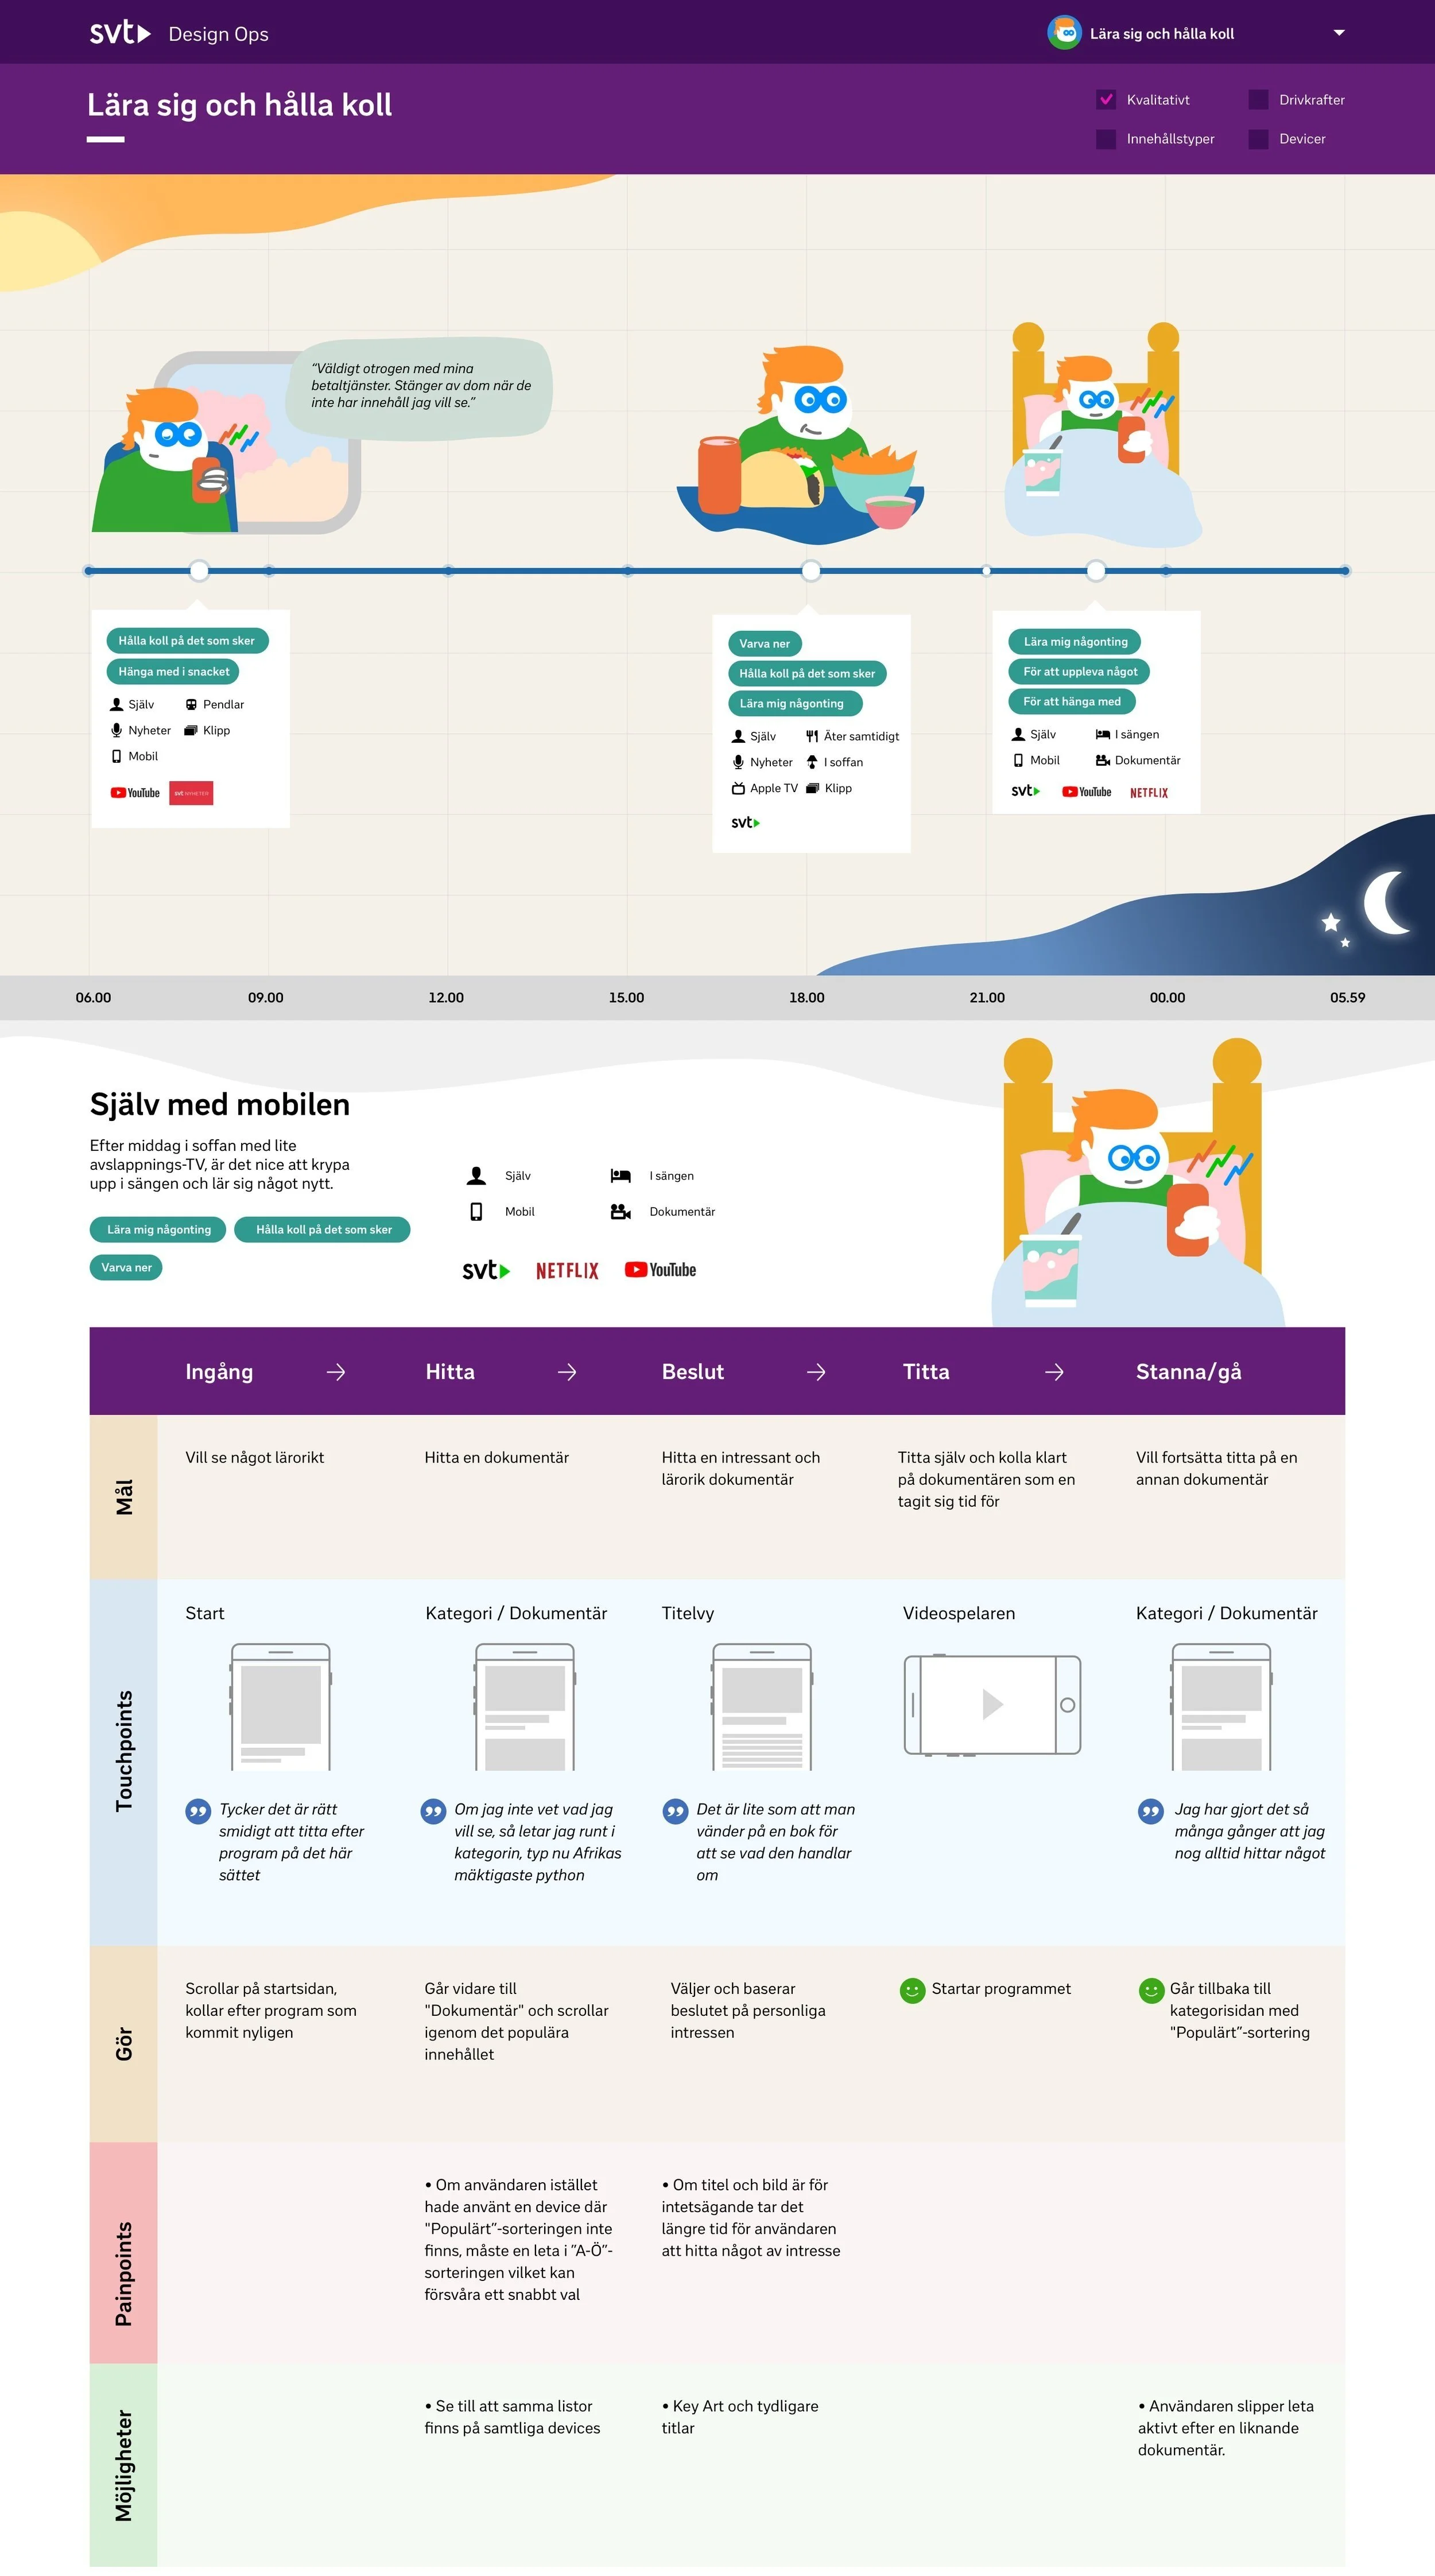 svt Design Ops
Lära sig och hålla koll
Lära sig och hålla koll
Kvalitativt
Drivkrafter
Innehållstyper
Devicer
“Väldigt otrogen med mina
betaltjänster. Stänger av dom när de
inte har innehåll jag vill se.”
Hålla koll på det som sker
Hänga med i snacket
Själv
Pendlar
Nyheter
Klipp
Mobil
YouTube
svt NYHETER
Varva ner
Hålla koll på det som sker
Lära mig någonting
Själv
Äter samtidigt
Nyheter
I soffan
Apple TV
Klipp
svt
Lära mig någonting
För att uppleva något
För att hänga med
Själv
I sängen
Mobil
Dokumentär
svt
YouTube
NETFLIX
06.00
09.00
12.00
15.00
18.00
21.00
00.00
05.59
Själv med mobilen
Efter middag i soffan med lite
avslappnings-TV, är det nice att krypa
upp i sängen och lär sig något nytt.
Lära mig någonting
Hålla koll på det som sker
Varva ner
Själv
I sängen
Mobil
Dokumentär
svt
NETFLIX
YouTube
Ingång
Hitta
Beslut
Titta
Stanna/gå
Mål
Vill se något lärorikt
Hitta en dokumentär
Hitta en intressant och
lärorik dokumentär
Titta själv och kolla klart
på dokumentären som en
tagit sig tid för
Vill fortsätta titta på en
annan dokumentär
Touchpoints
Start
Kategori / Dokumentär
Titelvy
Videospelaren
Kategori / Dokumentär
Tycker det är rätt
smidigt att titta efter
program på det här
sättet
Om jag inte vet vad jag
vill se, så letar jag runt i
kategorin, typ nu Afrikas
mäktigaste python
Det är lite som att man
vänder på en bok för
att se vad den handlar
om
Jag har gjort det så
många gånger att jag
nog alltid hittar något
Gör
Scrollar på startsidan,
kollar efter program som
kommit nyligen
Går vidare till
"Dokumentär" och scrollar
igenom det populära
innehållet
Väljer och baserar
beslutet på personliga
intressen
Startar programmet
Går tillbaka till
kategorisidan med
"Populärt”-sortering
Painpoints
• Om användaren istället
hade använt en device där
"Populärt”-sorteringen inte
finns, måste en leta i ”A-Ö”-
sorteringen vilket kan
försvåra ett snabbt val
• Om titel och bild är för
intetsägande tar det
längre tid för användaren
att hitta något av intresse
Möjligheter
• Se till att samma listor
finns på samtliga devices
• Key Art och tydligare
titlar
• Användaren slipper leta
aktivt efter en liknande
dokumentär.